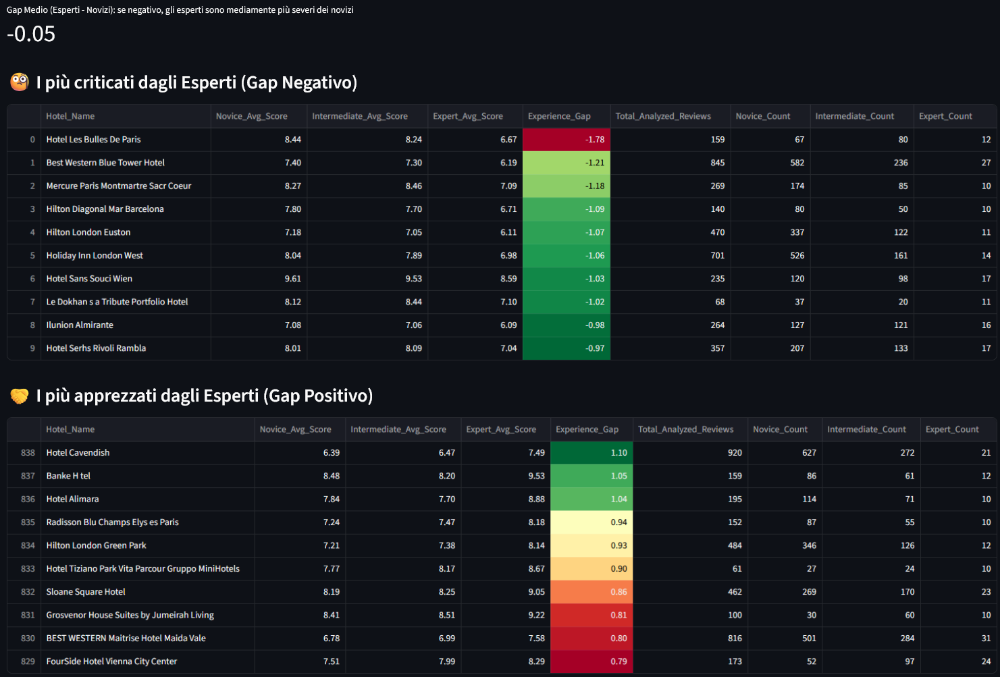 Gap Medio (Esperti - Novizi): se negativo, gli esperti sono mediamente più severi dei novizi
-0.05
I più criticati dagli Esperti (Gap Negativo)
Hotel_Name Novice_Avg_Score Intermediate_Avg_Score Expert_Avg_Score Experience_Gap Total_Analyzed_Reviews Novice_Count Intermediate_Count Expert_Count
0 Hotel Les Bulles De Paris 8.44 8.24 6.67 -1.78 159 67 80 12
1 Best Western Blue Tower Hotel 7.40 7.30 6.19 -1.21 845 582 236 27
2 Mercure Paris Montmartre Sacr Coeur 8.27 8.46 7.09 -1.18 269 174 85 10
3 Hilton Diagonal Mar Barcelona 7.80 7.70 6.71 -1.09 140 80 50 10
4 Hilton London Euston 7.18 7.05 6.11 -1.07 470 337 122 11
5 Holiday Inn London West 8.04 7.89 6.98 -1.06 701 526 161 14
6 Hotel Sans Souci Wien 9.61 9.53 8.59 -1.03 235 120 98 17
7 Le Dokhan s a Tribute Portfolio Hotel 8.12 8.44 7.10 -1.02 68 37 20 11
8 Ilunion Almirante 7.08 7.06 6.09 -0.98 264 127 121 16
9 Hotel Serhs Rivoli Rambla 8.01 8.09 7.04 -0.97 357 207 133 17
I più apprezzati dagli Esperti (Gap Positivo)
Hotel_Name Novice_Avg_Score Intermediate_Avg_Score Expert_Avg_Score Experience_Gap Total_Analyzed_Reviews Novice_Count Intermediate_Count Expert_Count
838 Hotel Cavendish 6.39 6.47 7.49 1.10 920 627 272 21
837 Banke H tel 8.48 8.20 9.53 1.05 159 86 61 12
836 Hotel Alimara 7.84 7.70 8.88 1.04 195 114 71 10
835 Radisson Blu Champs Elys es Paris 7.24 7.47 8.18 0.94 152 87 55 10
834 Hilton London Green Park 7.21 7.38 8.14 0.93 484 346 126 12
833 Hotel Tiziano Park Vita Parcour Gruppo MiniHotels 7.77 8.17 8.67 0.90 61 27 24 10
832 Sloane Square Hotel 8.19 8.25 9.05 0.86 462 269 170 23
831 Grosvenor House Suites by Jumeirah Living 8.41 8.51 9.22 0.81 100 30 60 10
830 BEST WESTERN Maitrise Hotel Maida Vale 6.78 6.99 7.58 0.80 816 501 284 31
829 FourSide Hotel Vienna City Center 7.51 7.99 8.29 0.79 173 52 97 24